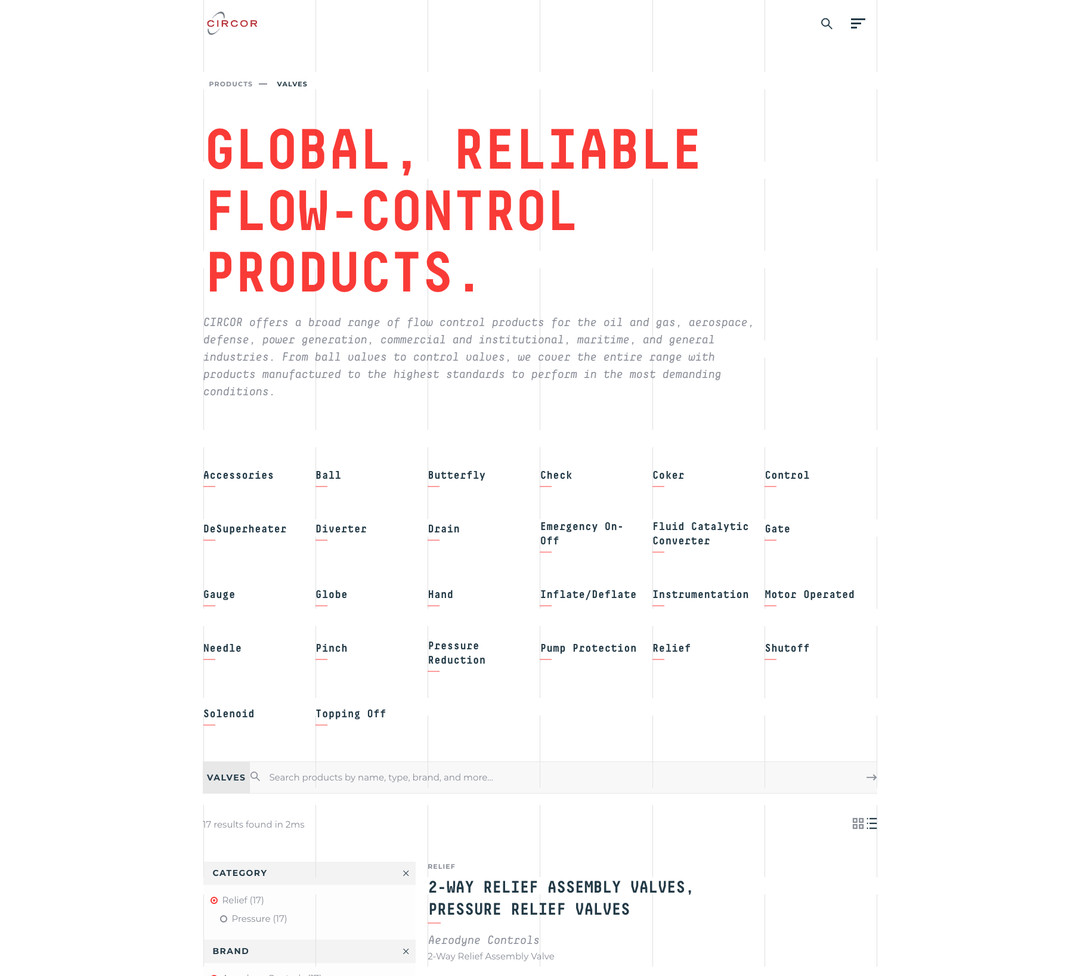 CIRCOR
PRODUCTS — VALVES
GLOBAL, RELIABLE
FLOW-CONTROL
PRODUCTS.
CIRCOR offers a broad range of flow control products for the oil and gas, aerospace,
defense, power generation, commercial and institutional, maritime, and general
industries. From ball valves to control valves, we cover the entire range with
products manufactured to the highest standards to perform in the most demanding
conditions.
Accessories Ball Butterfly Check Coker Control
DeSuperheater Diverter Drain Emergency On-
Off Fluid Catalytic
Converter Gate
Gauge Globe Hand Inflate/Deflate Instrumentation Motor Operated
Needle Pinch Pressure
Reduction Pump Protection Relief Shutoff
Solenoid Topping Off
VALVES Search products by name, type, brand, and more...
17 results found in 2ms
CATEGORY
Relief (17)
Pressure (17)
BRAND
RELIEF
2-WAY RELIEF ASSEMBLY VALVES,
PRESSURE RELIEF VALVES
Aerodyne Controls
2-Way Relief Assembly Valve